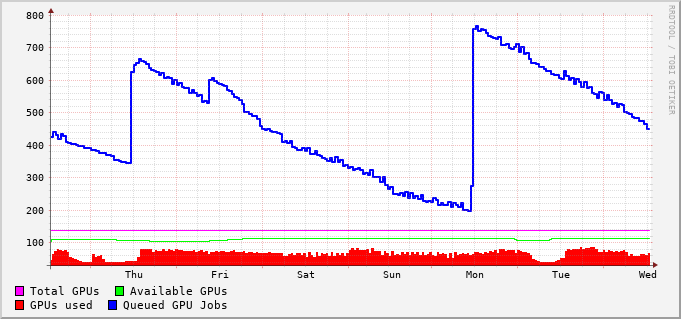 800
700
600
500
400
300
200
100
Thu Fri Sat Sun Mon Tue Wed
Total GPUs Available GPUs
GPUs used Queued GPU Jobs
RRDTOOL / TOBI OETIKER